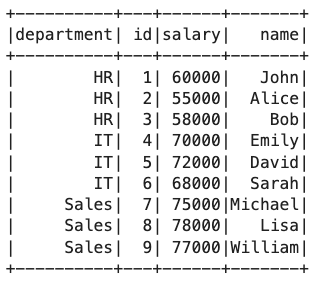 +----------+---+------+-------+
|department| id|salary|   name|
+----------+---+------+-------+
|        HR|  1| 60000|   John|
|        HR|  2| 55000|  Alice|
|        HR|  3| 58000|    Bob|
|        IT|  4| 70000|  Emily|
|        IT|  5| 72000|  David|
|        IT|  6| 68000|  Sarah|
|     Sales|  7| 75000|Michael|
|     Sales|  8| 78000|   Lisa|
|     Sales|  9| 77000|William|
+----------+---+------+-------+